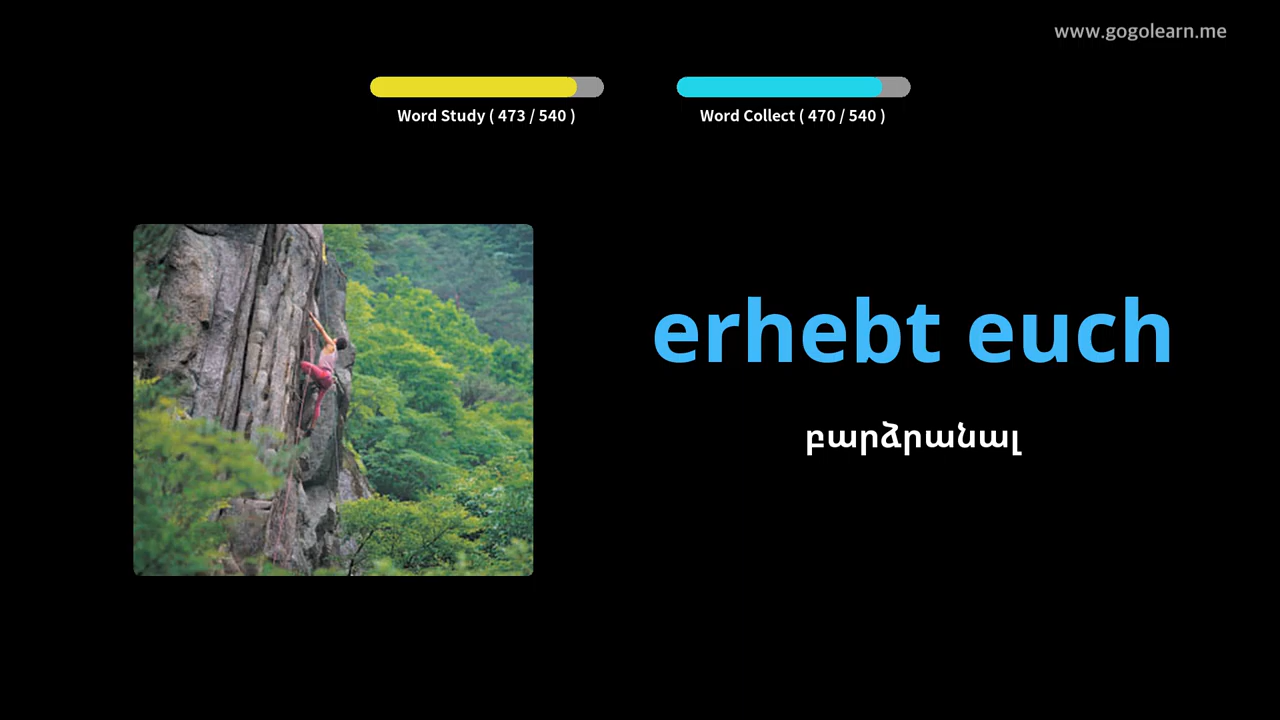 www.gogolearn.me
Word Study ( 473 / 540 )
Word Collect ( 470 / 540 )
erhebt euch
բարձրանալ